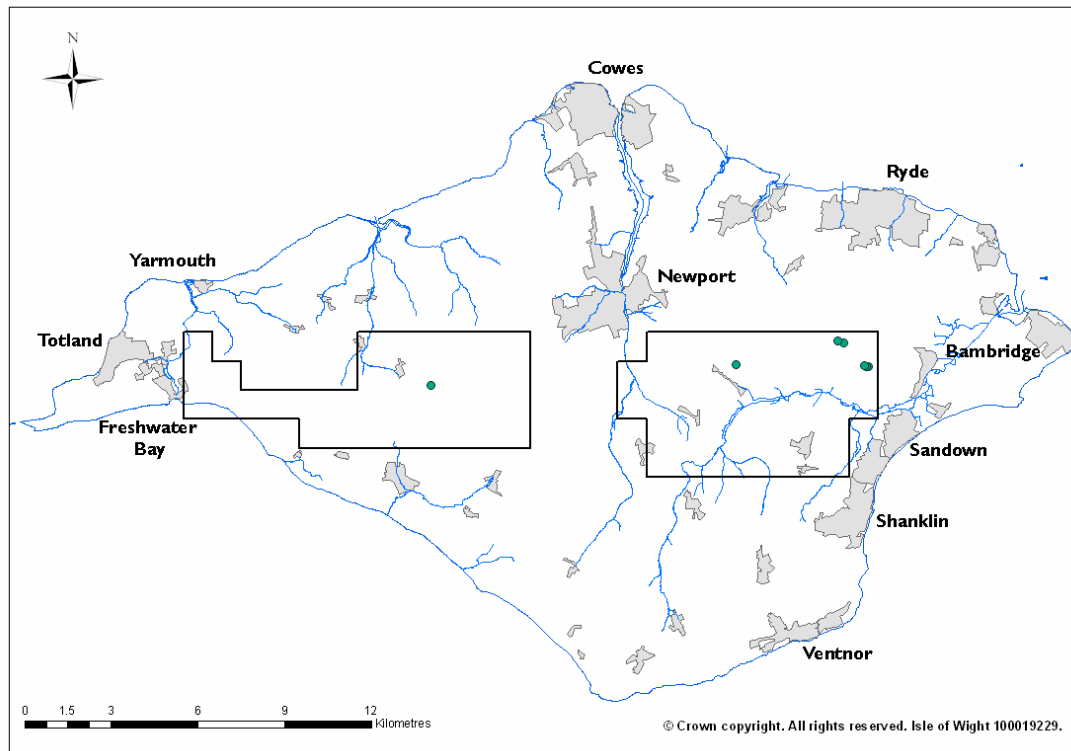 N
Cowes
Ryde
Yarmouth
Newport
Totland
Bambridge
Freshwater
Bay
Sandown
Shanklin
Ventnor
0 1.5 3 6 9 12
Kilometres
© Crown copyright. All rights reserved. Isle of Wight 100019229.